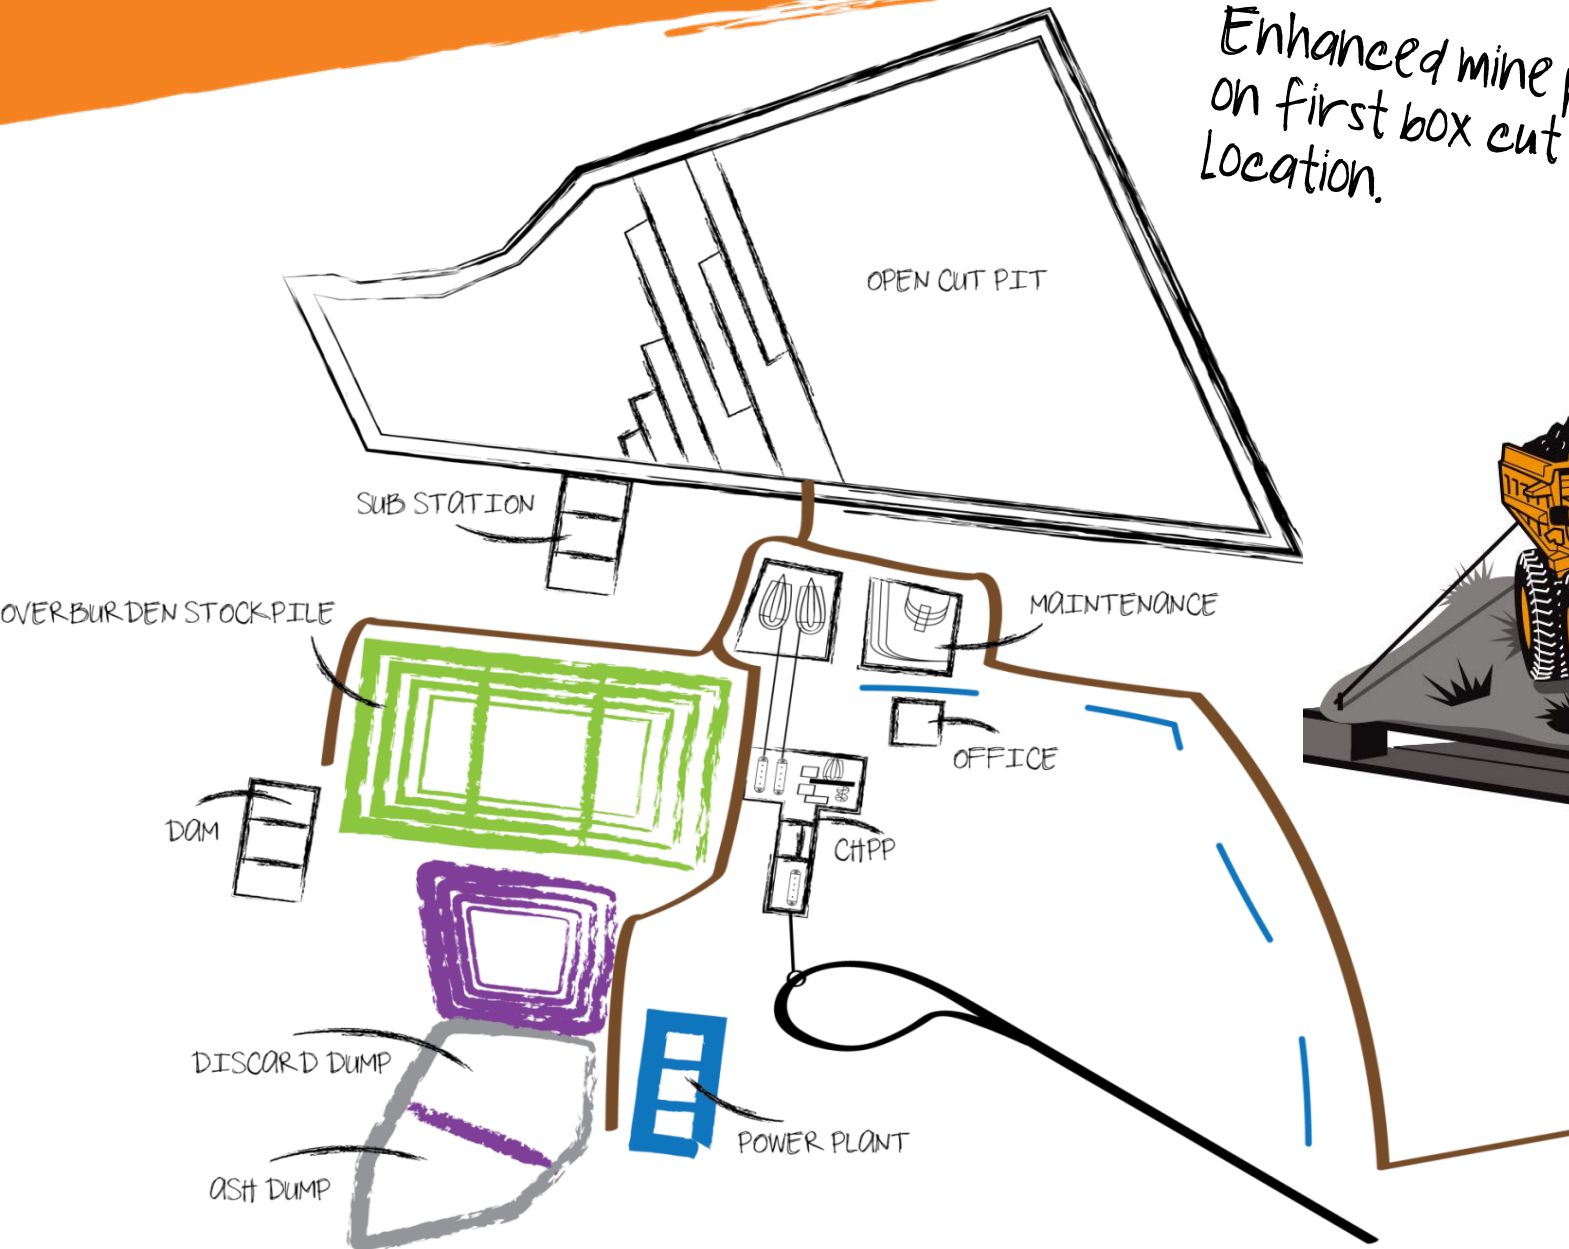 Enhanced mine
on first box cut
Location.
OPEN CUT PIT
SUB STATION
OVERBURDEN STOCKPILE
MAINTENANCE
OFFICE
DAM
CHPP
DISCARD DUMP
POWER PLANT
ASH DUMP